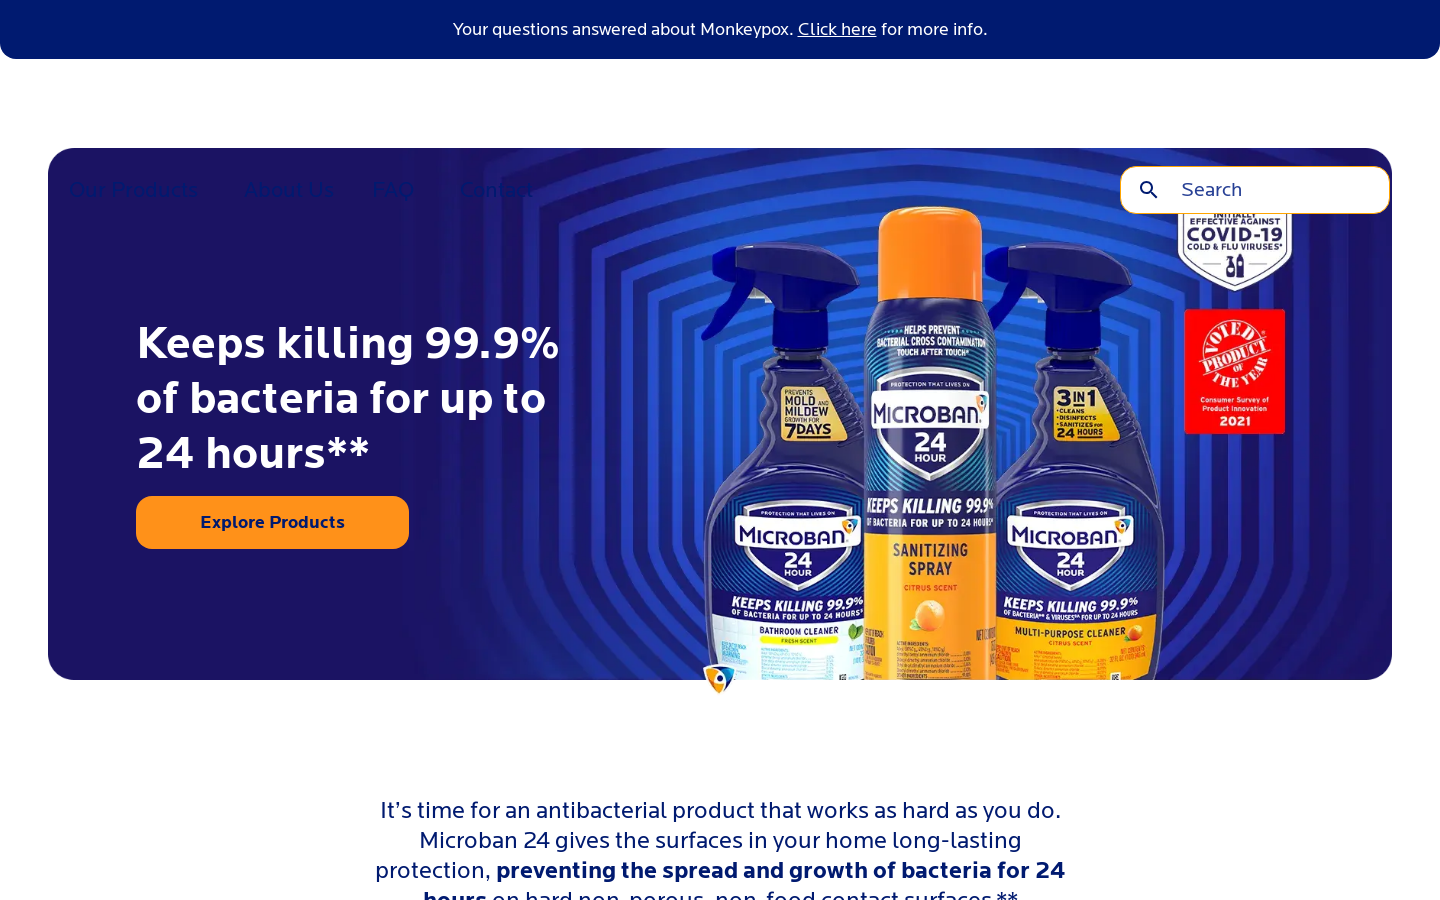 Your questions answered about Monkeypox. Click here for more info.
Our Products About Us FAQ Contact
Search
EFFECTIVE AGAINST
COVID-19
COLD & FLU VIRUSES*
VOTED
PRODUCT
OF
THE YEAR
Consumer Survey of
Product Innovation
2021
Keeps killing 99.9%
of bacteria for up to
24 hours**
Explore Products
PREVENTS
MOLD AND
MILDEW
GROWTH FOR
7 DAYS
PROTECTION THAT LIVES ON
MICROBAN
24
HOUR
KEEPS KILLING 99.9%
OF BACTERIA FOR UP TO 24 HOURS*
BATHROOM CLEANER
FRESH SCENT
HELPS PREVENT
BACTERIAL CROSS CONTAMINATION
TOUCH AFTER TOUCH
PROTECTION THAT LIVES ON
MICROBAN
24
HOUR
KEEPS KILLING 99.9%
OF BACTERIA FOR UP TO 24 HOURS*
SANITIZING
SPRAY
CITRUS SCENT
3 IN 1
•CLEANS
•DISINFECTS
•SANITIZES FOR
24 HOURS
PROTECTION THAT LIVES ON
MICROBAN
24
HOUR
KEEPS KILLING 99.9%
OF BACTERIA** & VIRUSES** FOR UP TO 24 HOURS
MULTI-PURPOSE CLEANER
CITRUS SCENT
It’s time for an antibacterial product that works as hard as you do.
Microban 24 gives the surfaces in your home long-lasting
protection, preventing the spread and growth of bacteria for 24
hours on hard non-porous, non-food contact surfaces.**